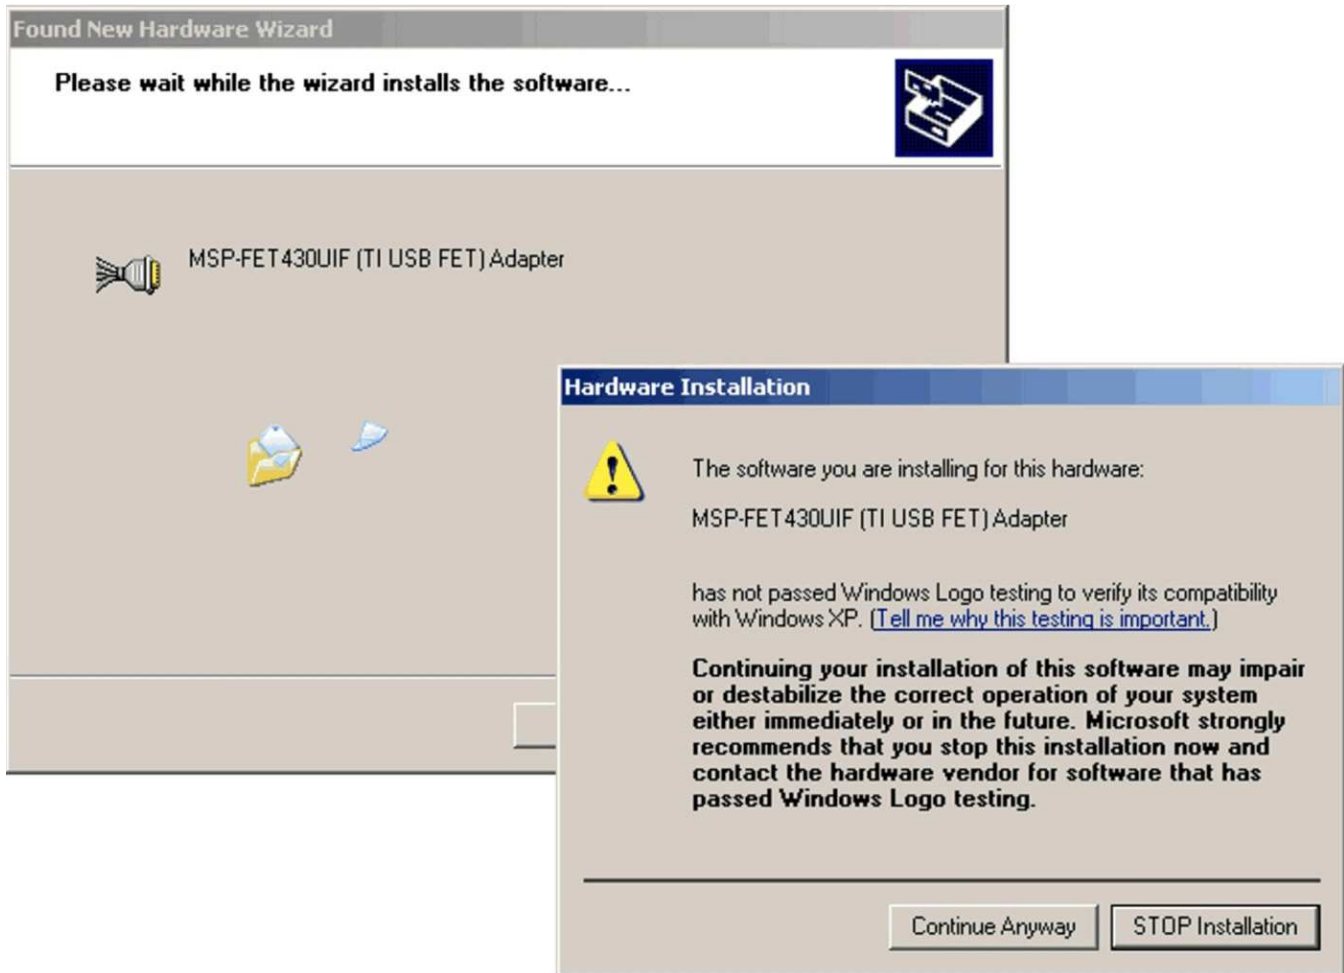 Found New Hardware Wizard
Please wait while the wizard installs the software...
MSP-FET430UIF (TI USB FET) Adapter
Hardware Installation
The software you are installing for this hardware:
MSP-FET430UIF (TI USB FET) Adapter
has not passed Windows Logo testing to verify its compatibility
with Windows XP. (Tell me why this testing is important.)
Continuing your installation of this software may impair
or destabilize the correct operation of your system
either immediately or in the future. Microsoft strongly
recommends that you stop this installation now and
contact the hardware vendor for software that has
passed Windows Logo testing.
Continue Anyway
STOP Installation